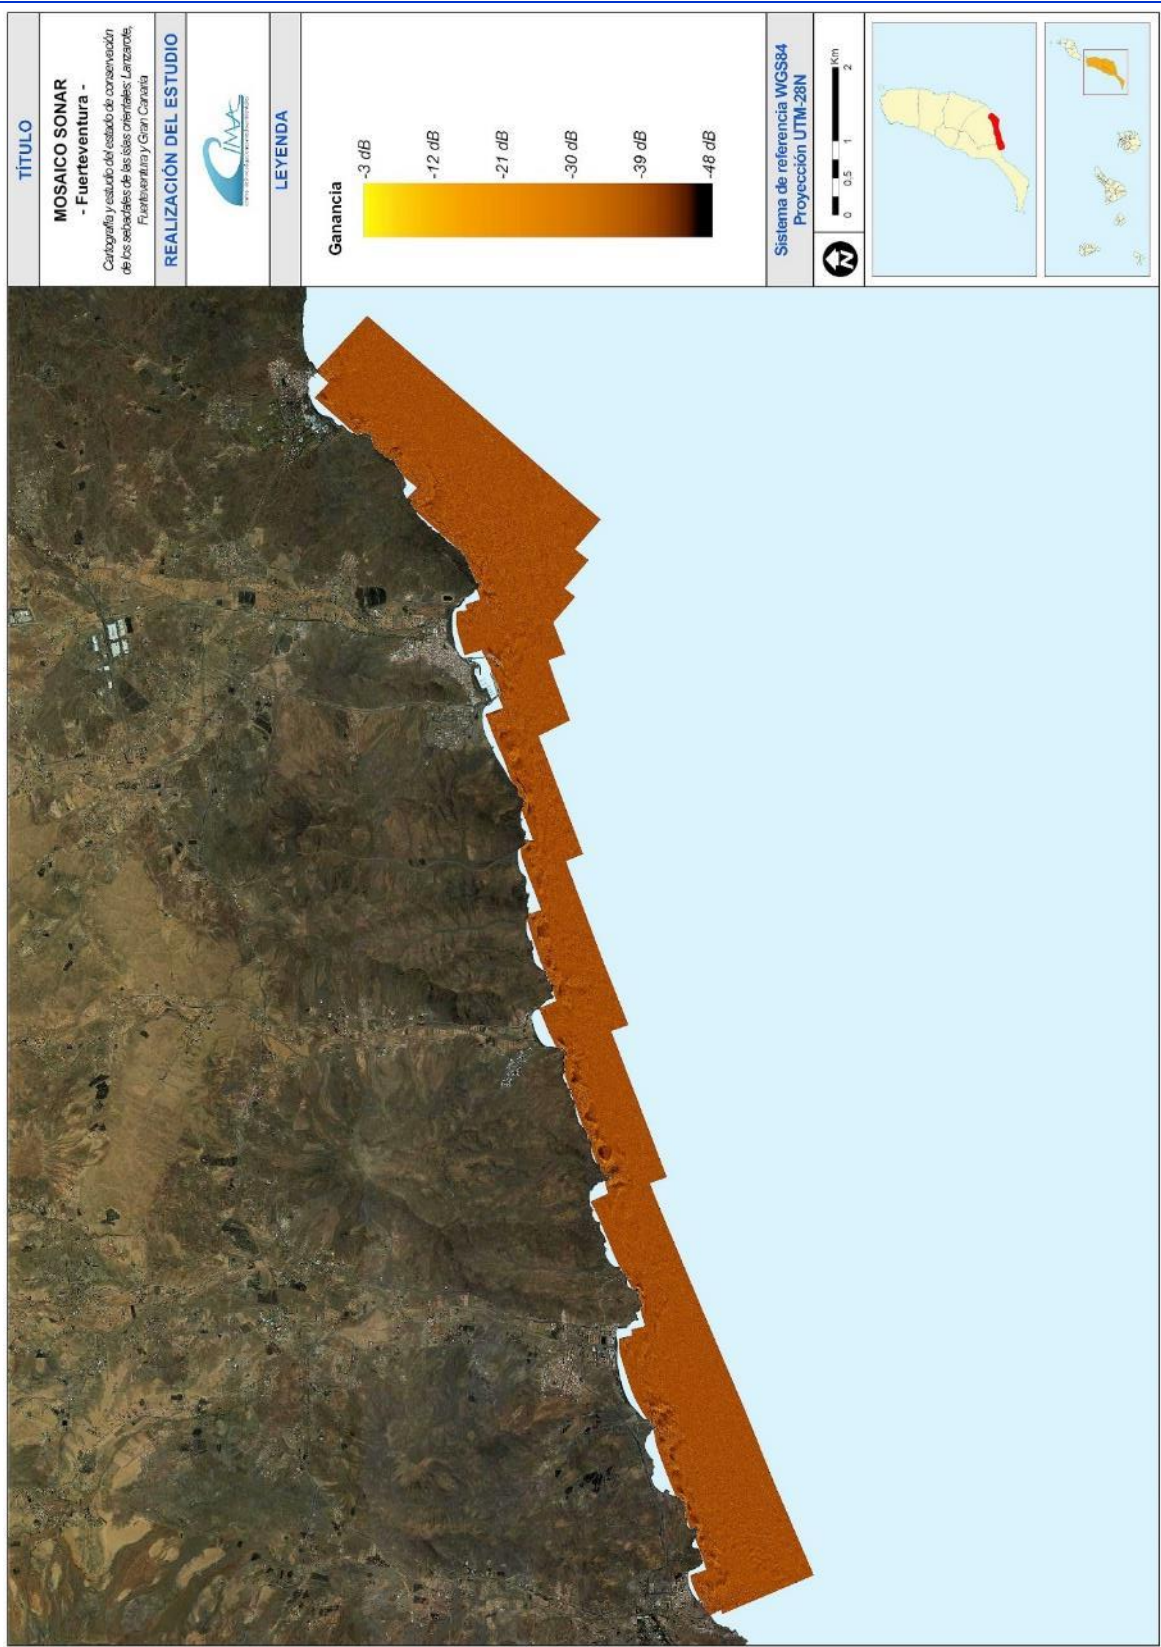 TÍTULO
MOSAICO SONAR
- Fuerteventura -
Cartografía y estudio del estado de conservación
de los sebadales de las islas orientales: Lanzarote,
Fuerteventura y Gran Canaria
REALIZACIÓN DEL ESTUDIO
CIMA
LEYENDA
Ganancia
-3 dB
-12 dB
-21 dB
-30 dB
-39 dB
-48 dB
Sistema de referencia WGS84
Proyección UTM-28N
N
0 0.5 1 2 Km